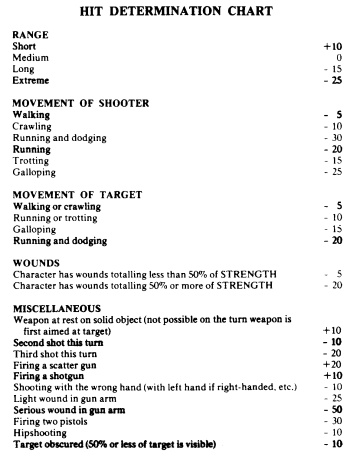 HIT DETERMINATION CHART
RANGE
Short +10
Medium 0
Long - 15
Extreme - 25
MOVEMENT OF SHOOTER
Walking - 5
Crawling - 10
Running and dodging - 30
Running - 20
Trotting - 15
Galloping - 25
MOVEMENT OF TARGET
Walking or crawling - 5
Running or trotting - 10
Galloping - 15
Running and dodging - 20
WOUNDS
Character has wounds totalling less than 50% of STRENGTH - 5
Character has wounds totalling 50% or more of STRENGTH - 20
MISCELLANEOUS
Weapon at rest on solid object (not possible on the turn weapon is
first aimed at target) +10
Second shot this turn - 10
Third shot this turn - 20
Firing a scatter gun +20
Firing a shotgun +10
Shooting with the wrong hand (with left hand if right-handed, etc.) - 10
Light wound in gun arm - 25
Serious wound in gun arm - 50
Firing two pistols - 30
Hipshooting - 10
Target obscured (50% or less of target is visible) - 10